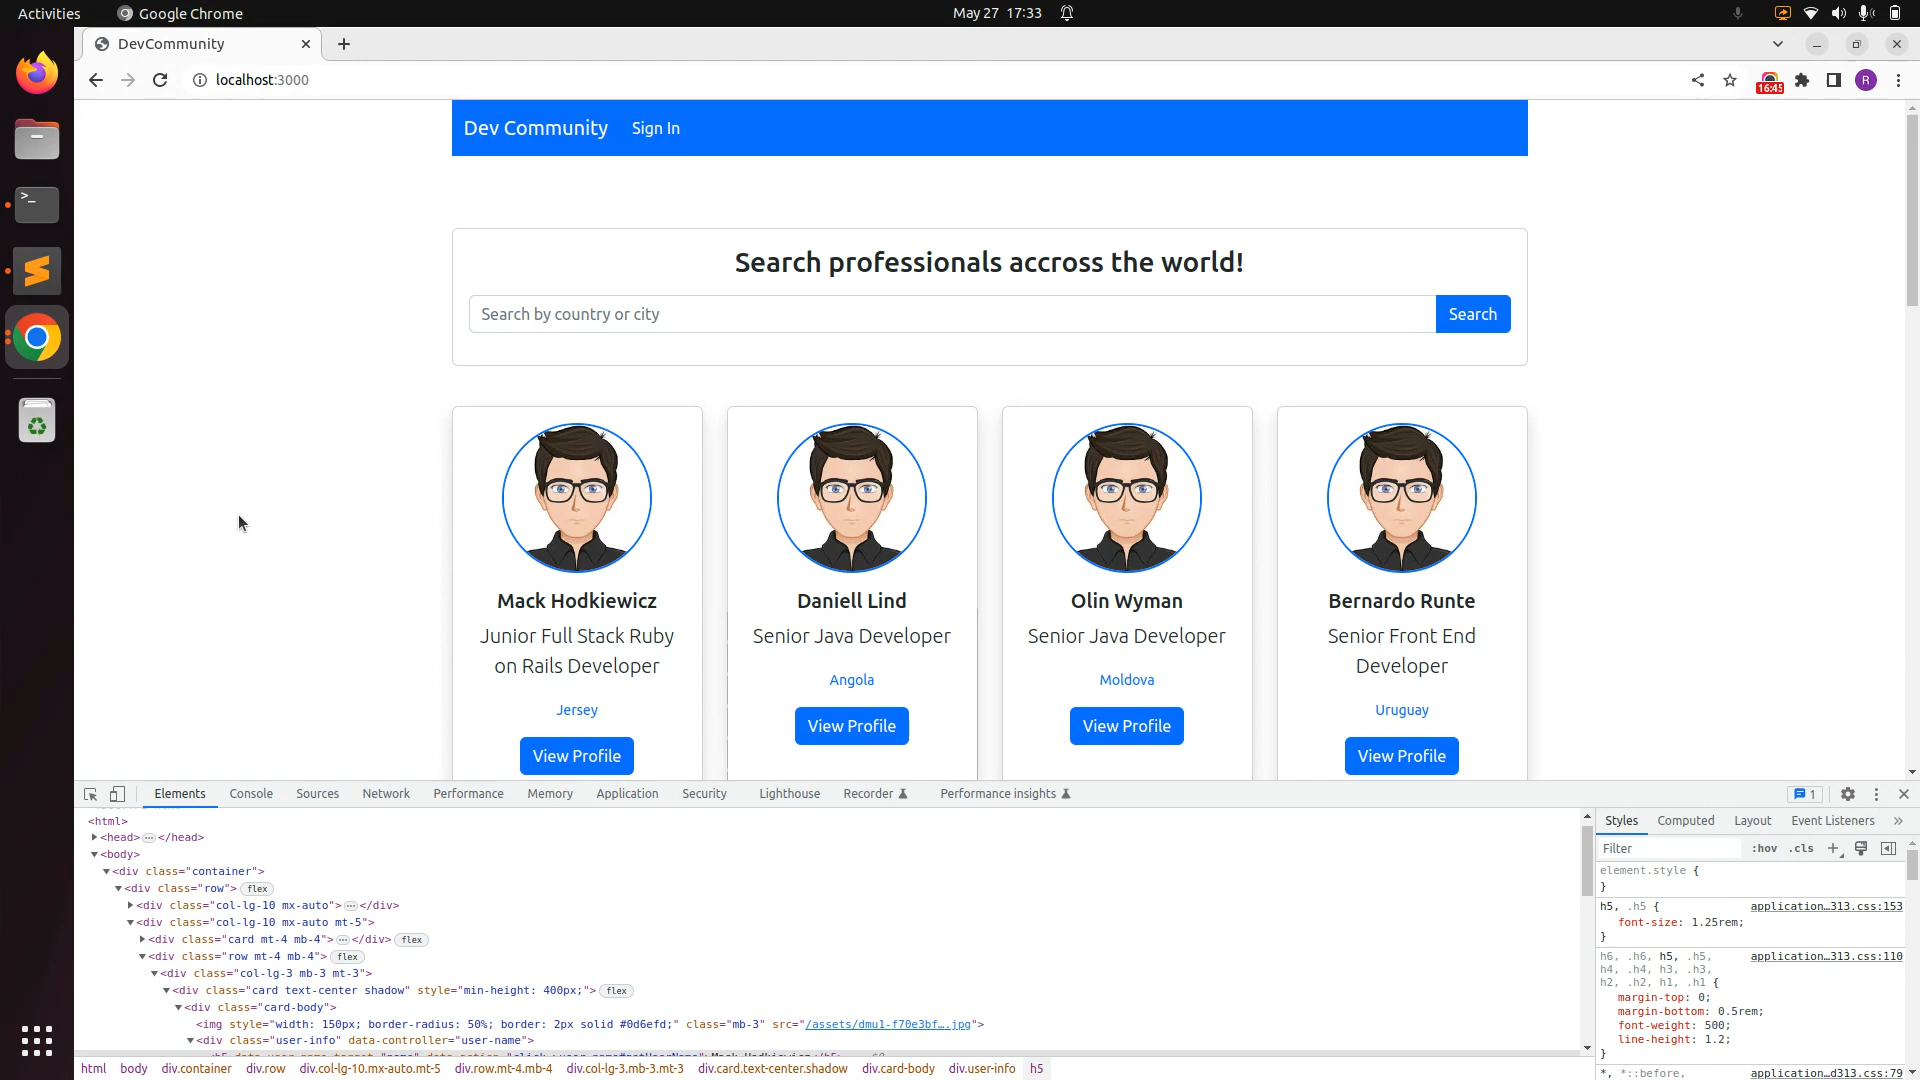 Activities
Google Chrome
May 27 17:33
DevCommunity
localhost:3000
16:45
R
Dev Community
Sign In
Search professionals accross the world!
Search by country or city
Search
Mack Hodkiewicz
Junior Full Stack Ruby
on Rails Developer
Jersey
View Profile
Daniell Lind
Senior Java Developer
Angola
View Profile
Olin Wyman
Senior Java Developer
Moldova
View Profile
Bernardo Runte
Senior Front End
Developer
Uruguay
View Profile
Elements Console Sources Network Performance Memory Application Security Lighthouse Recorder Performance insights
1
<html>
<head> </head>
<body>
<div class="container">
<div class="row"> flex
<div class="col-lg-10 mx-auto"> </div>
<div class="col-lg-10 mx-auto mt-5">
<div class="card mt-4 mb-4"> </div> flex
<div class="row mt-4 mb-4"> flex
<div class="col-lg-3 mb-3 mt-3">
<div class="card text-center shadow" style="min-height: 400px;"> flex
<div class="card-body">
<img style="width: 150px; border-radius: 50%; border: 2px solid #0d6efd;" class="mb-3" src="/assets/dmu1-f70e3bf….jpg">
<div class="user-info" data-controller="user-name">
html body div.container div.row div.col-lg-10.mx-auto.mt-5 div.row.mt-4.mb-4 div.col-lg-3.mb-3.mt-3 div.card.text-center.shadow div.card-body div.user-info h5
Styles Computed Layout Event Listeners »
Filter :hov .cls
element.style {
}
h5, .h5 { application…313.css:153
font-size: 1.25rem;
}
h6, .h6, h5, .h5, application…313.css:110
h4, .h4, h3, .h3,
h2, .h2, h1, .h1 {
margin-top: 0;
margin-bottom: 0.5rem;
font-weight: 500;
line-height: 1.2;
}
*, *::before, application…d313.css:79